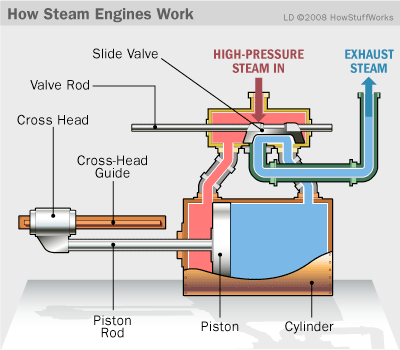 How Steam Engines Work
LD ©2008 HowStuffWorks
Slide Valve
HIGH-PRESSURE
STEAM IN
EXHAUST
STEAM
Valve Rod
Cross Head
Cross-Head
Guide
Piston
Rod
Piston
Cylinder